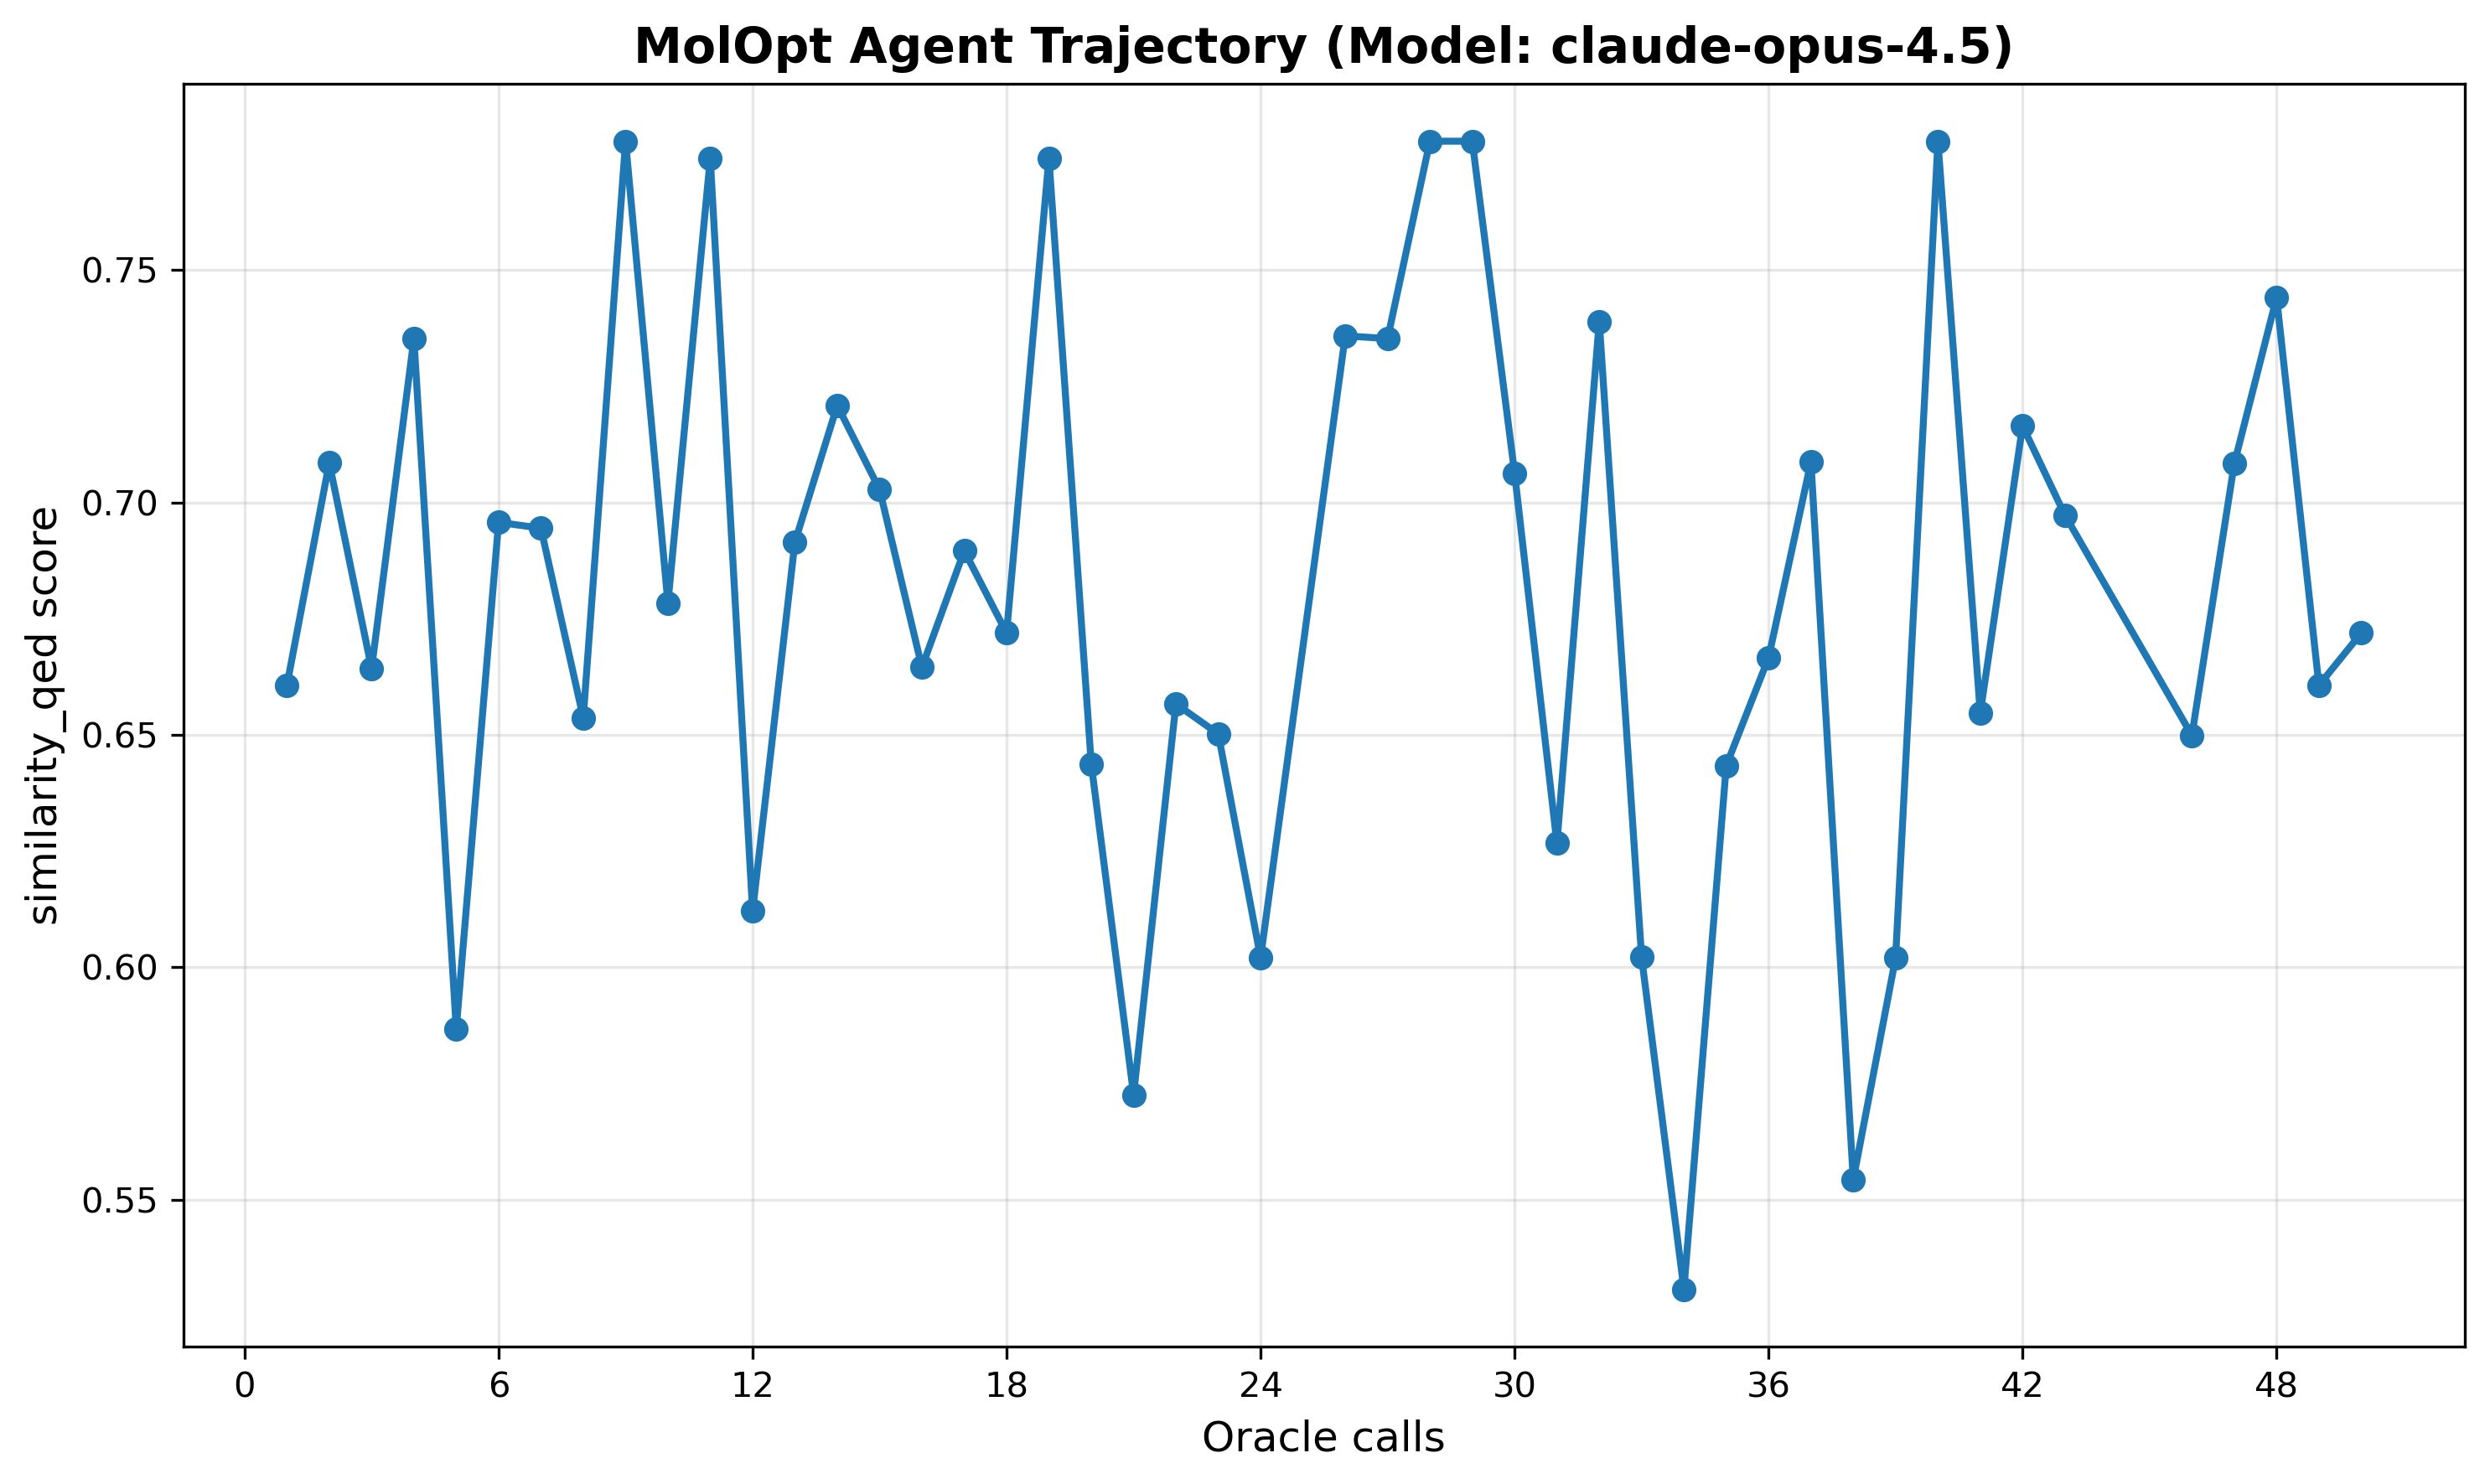 MolOpt Agent Trajectory (Model: claude-opus-4.5)
similarity_qed score
0.75
0.70
0.65
0.60
0.55
0 6 12 18 24 30 36 42 48
Oracle calls